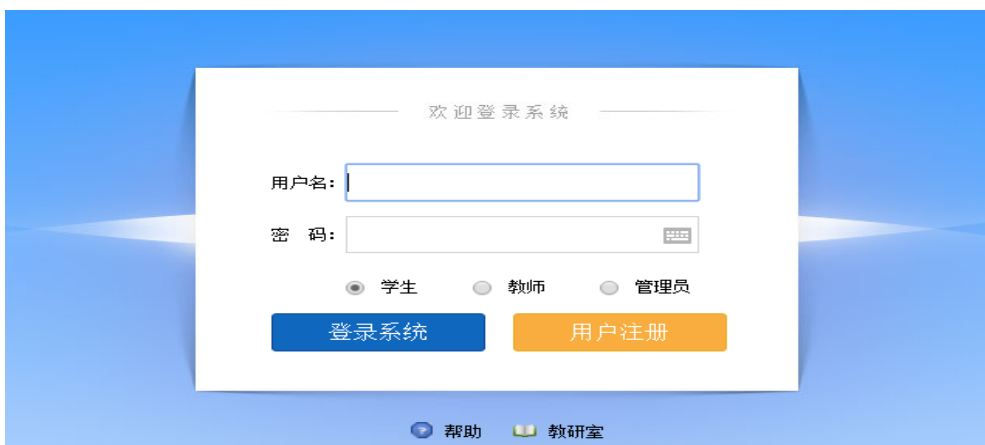 欢迎登录系统
用户名：
密 码：
学生 教师 管理员
登录系统 用户注册
帮助 教研室